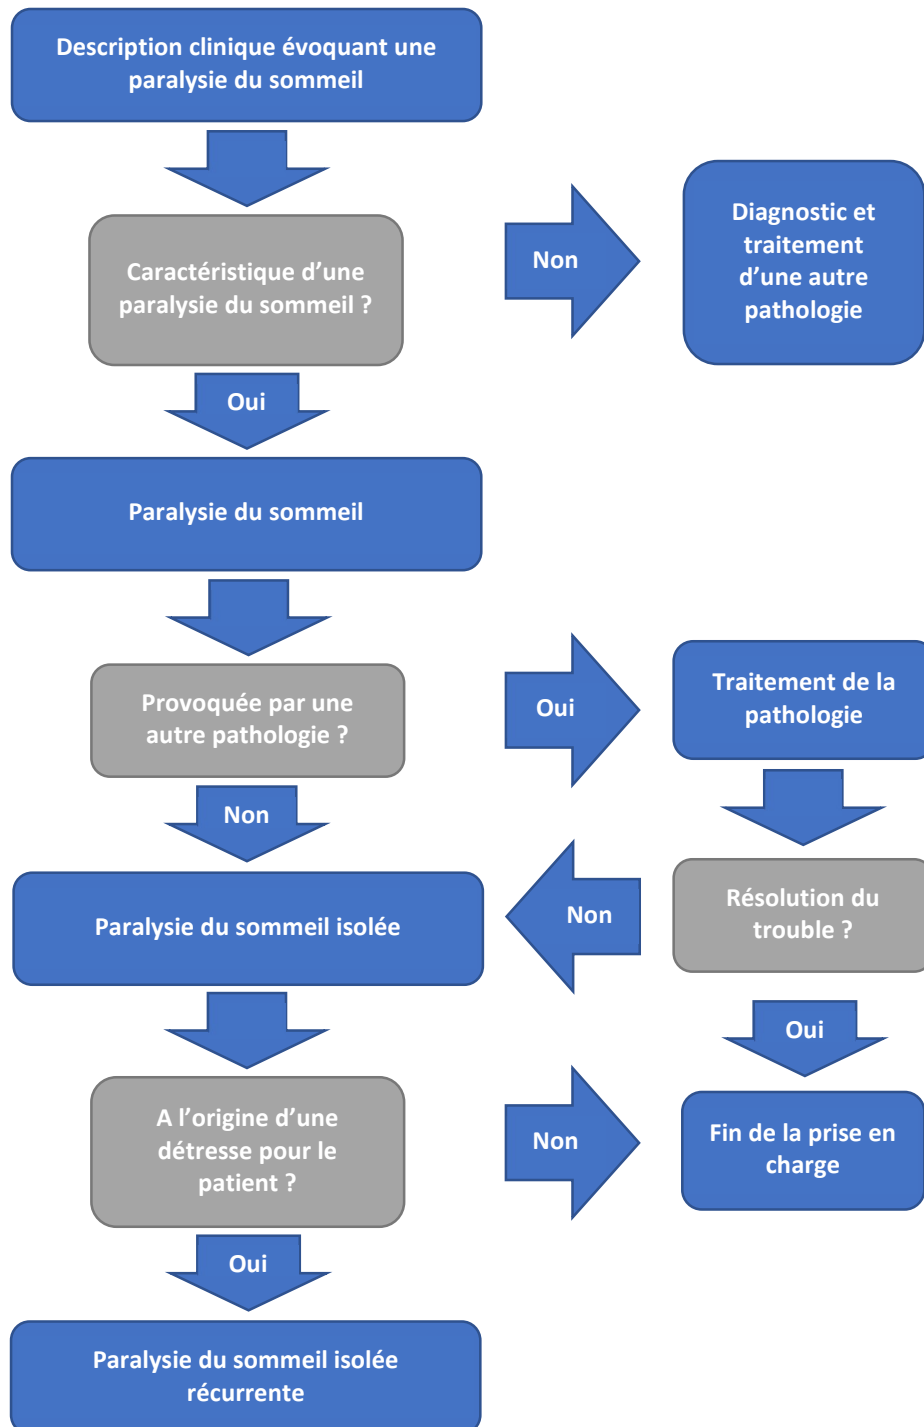 Description clinique évoquant une
paralysie du sommeil
Caractéristique d'une
paralysie du sommeil ?
Non
Diagnostic et
traitement
d'une autre
pathologie
Oui
Paralysie du sommeil
Provoquée par une
autre pathologie ?
Oui
Traitement de la
pathologie
Non
Paralysie du sommeil isolée
Non
Résolution du
trouble ?
Oui
A l'origine d'une
détresse pour le
patient ?
Non
Fin de la prise en
charge
Oui
Paralysie du sommeil isolée
récurrente